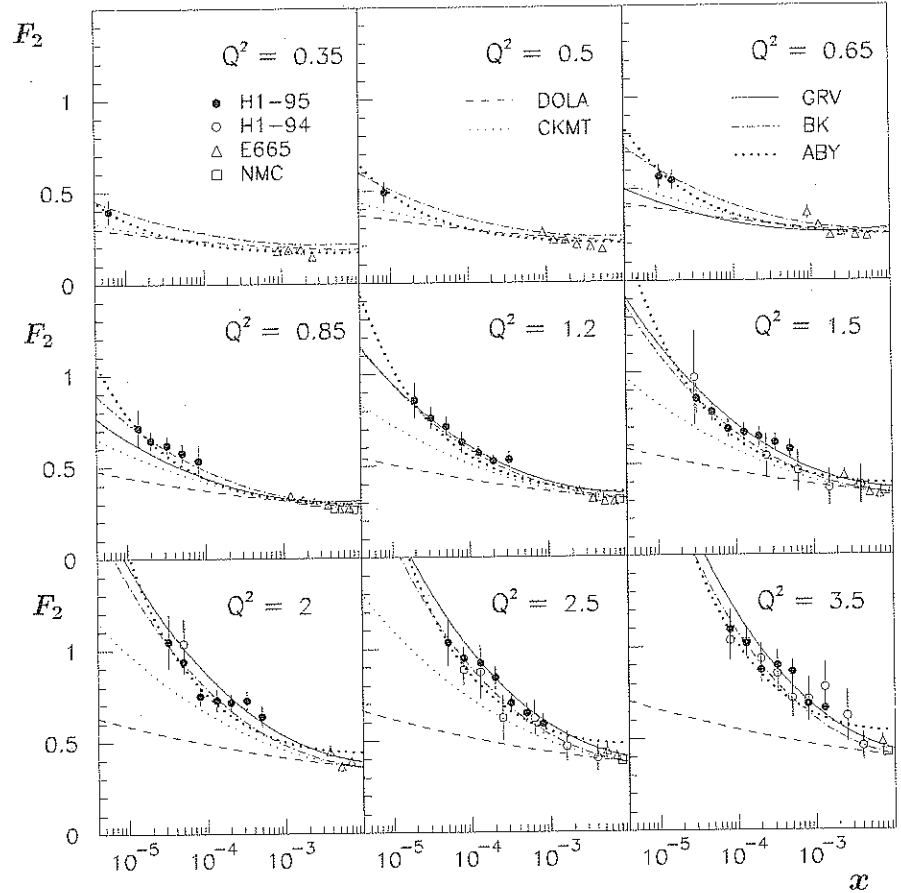 F₂
Q² = 0.35
Q² = 0.5
Q² = 0.65
1
H1-95
H1-94
E665
NMC
DOLA
CKMT
GRV
BK
ABY
0.5
0
F₂
Q² = 0.85
Q² = 1.2
Q² = 1.5
1
0.5
0
F₂
Q² = 2
Q² = 2.5
Q² = 3.5
1
0.5
0
10⁻⁵ 10⁻⁴ 10⁻³
10⁻⁵ 10⁻⁴ 10⁻³
10⁻⁵ 10⁻⁴ 10⁻³
x